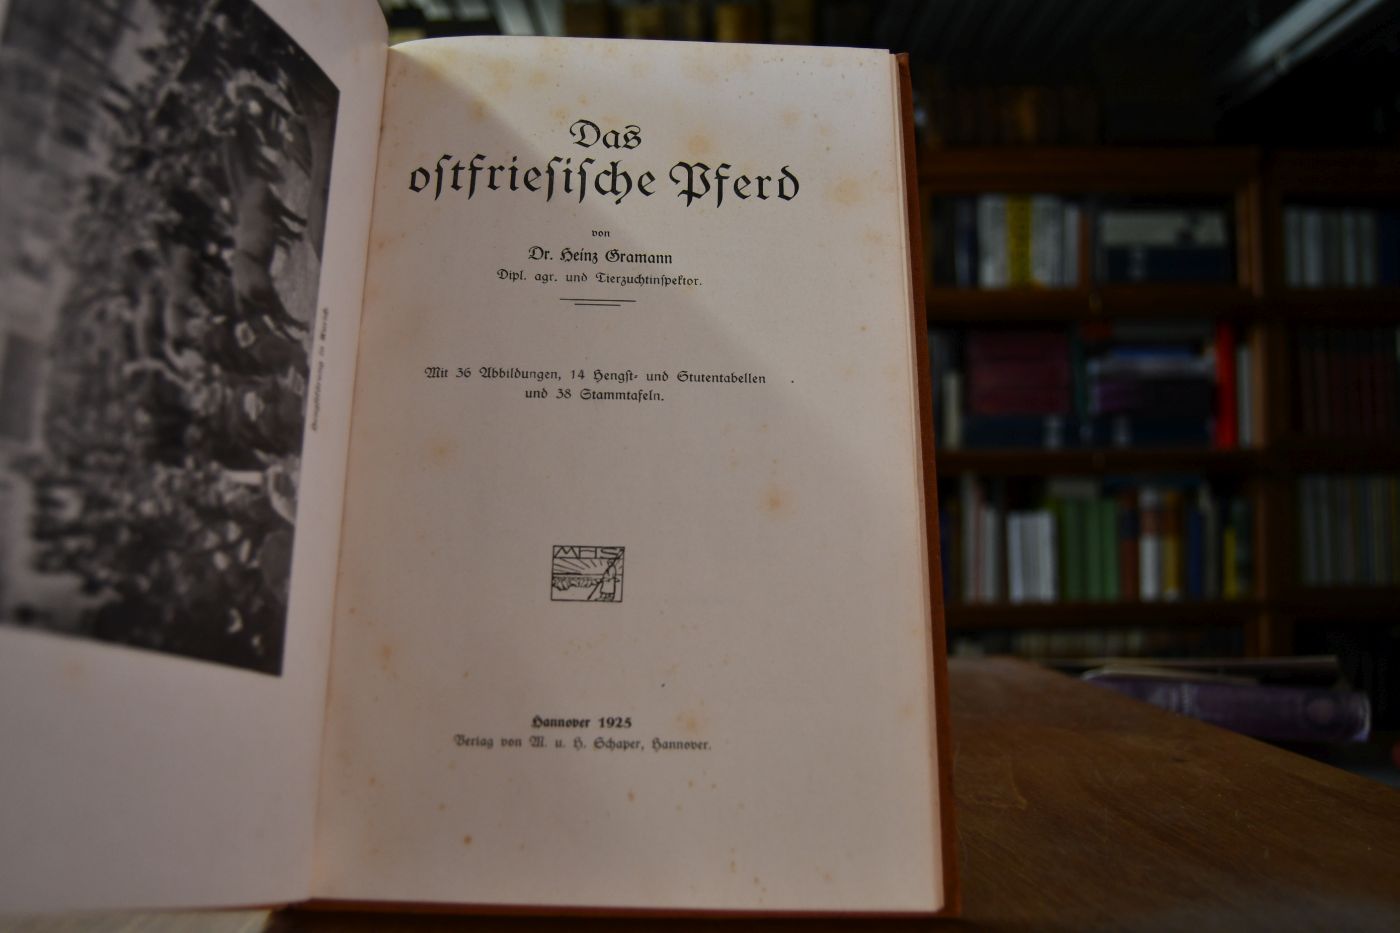 Das
oſtfrieſiſche Pferd
von
Dr. Heinz Gramann
Dipl. agr. und Tierzuchtinſpektor.
Mit 36 Abbildungen, 14 Hengſt- und Stutentabellen
und 38 Stammtafeln.
MHS
Hannover 1925
Verlag von M. u. H. Schaper, Hannover.